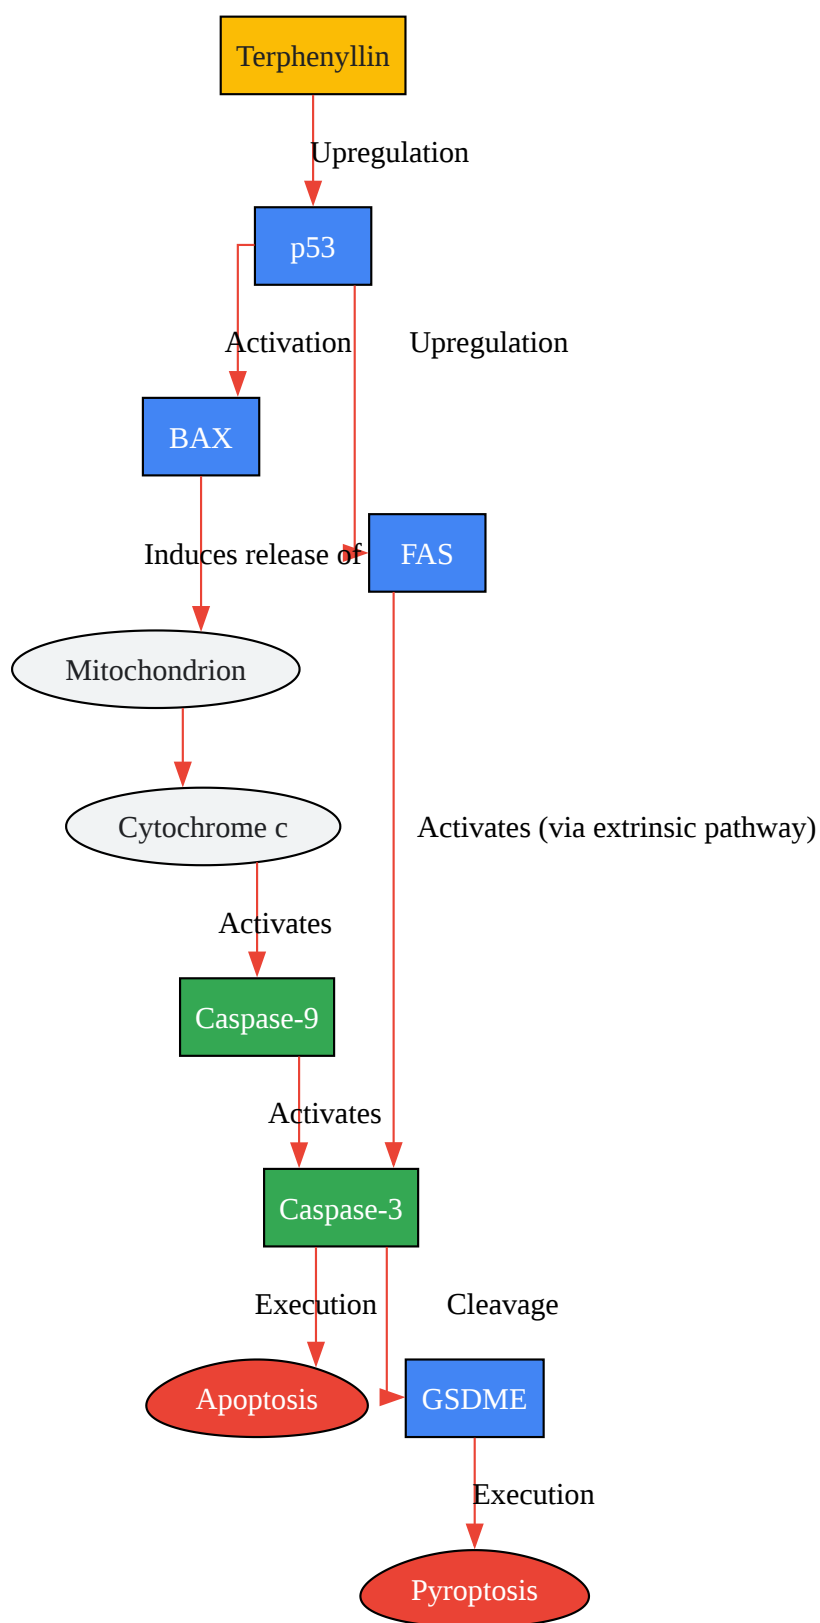 Terphenyllin
Upregulation
p53
Activation
Upregulation
BAX
Induces release of
FAS
Mitochondrion
Cytochrome c
Activates (via extrinsic pathway)
Activates
Caspase-9
Activates
Caspase-3
Execution
Cleavage
Apoptosis
GSDME
Execution
Pyroptosis